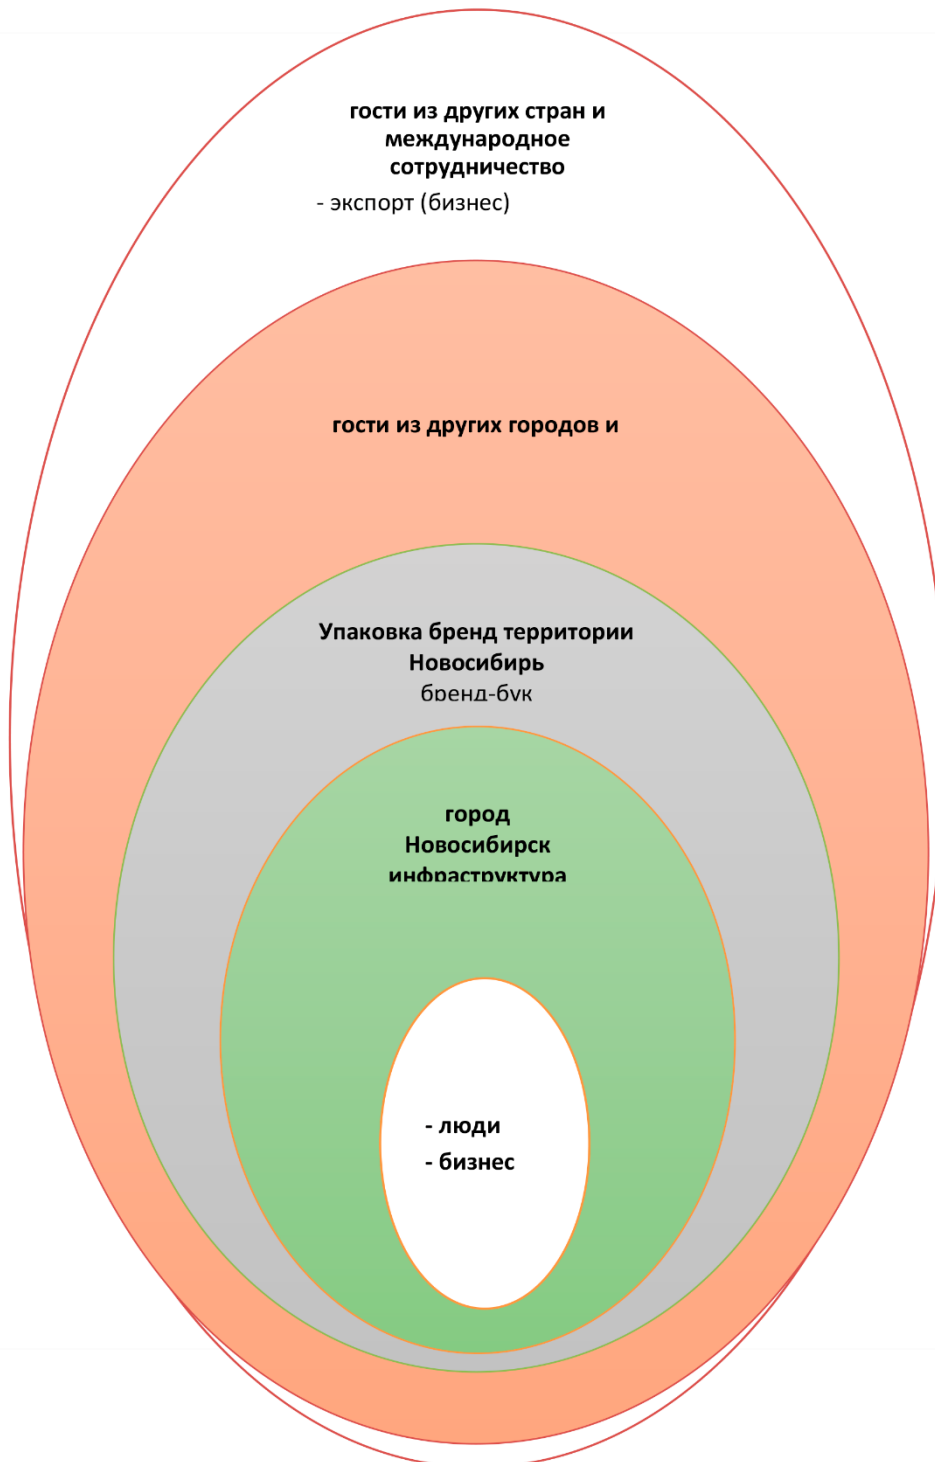 гости из других стран и
международное
сотрудничество
- экспорт (бизнес)
гости из других городов и
Упаковка бренд территории
Новосибирь
бренд-бук
город
Новосибирск
инфраструктура
- люди
- бизнес